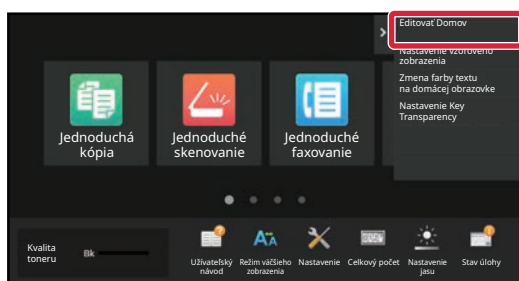 Editovať Domov
Nastavenie vzorového
zobrazenia
Zmena farby textu
na domácej obrazovke
Nastavenie Key
Transparency
Jednoduchá
kópia
Jednoduché
skenovanie
Jednoduché
faxovanie
Kvalita
toneru
Bk
Užívateľský
návod
Režim väčšieho
zobrazenia
Nastavenie
Celkový počet
Nastavenie
jasu
Stav úlohy